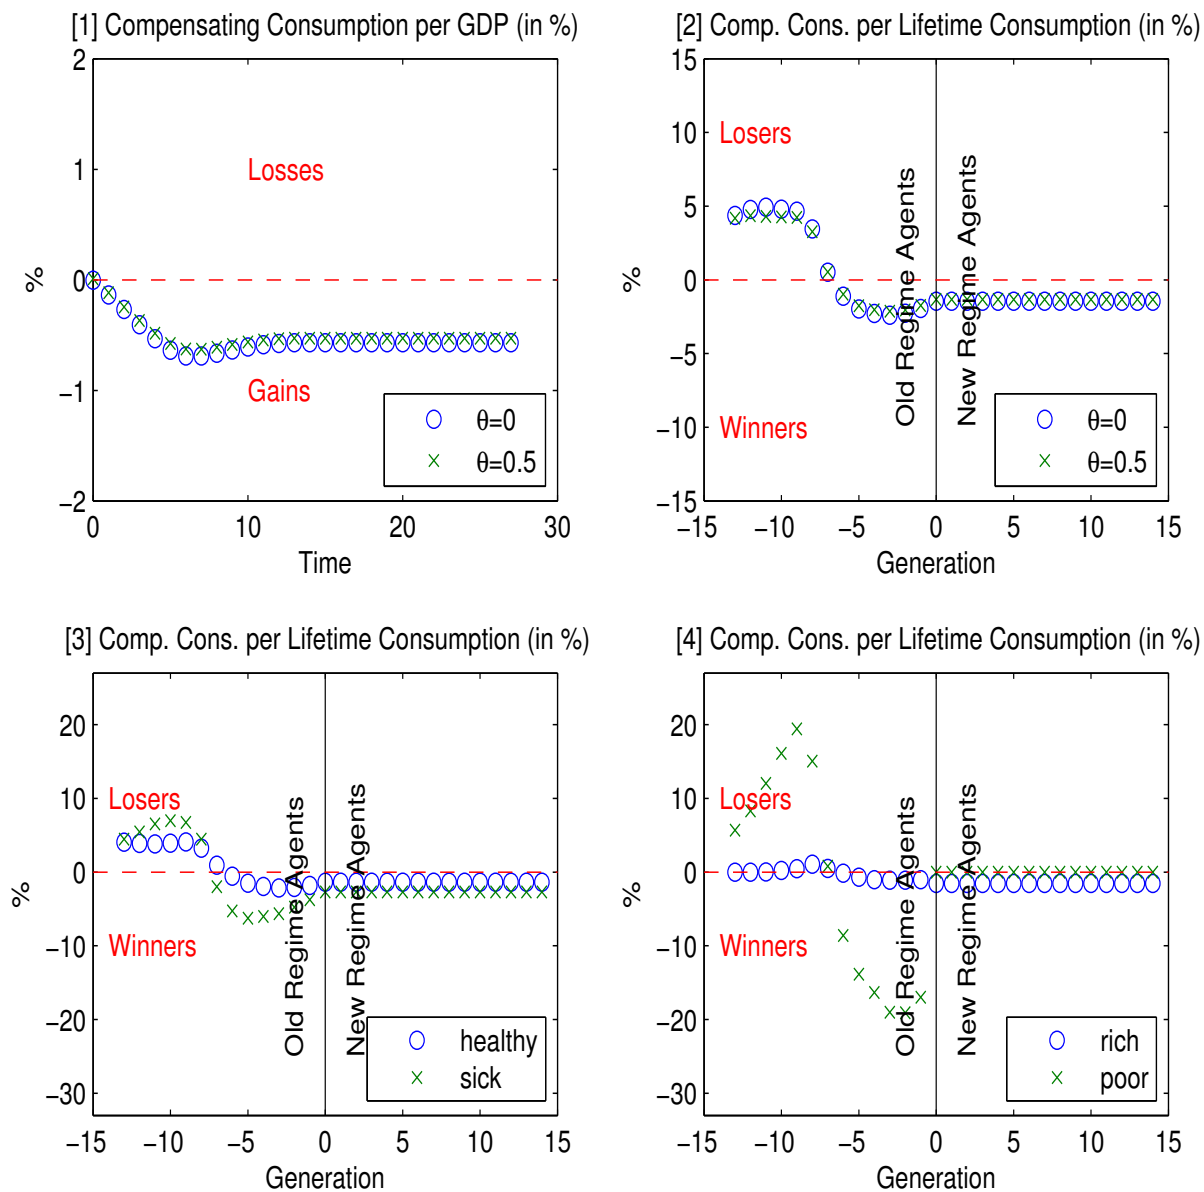 [1] Compensating Consumption per GDP (in %)
2
1
0
−1
−2
%
Losses
Gains
θ=0
θ=0.5
0
10
20
30
Time
[2] Comp. Cons. per Lifetime Consumption (in %)
15
10
5
0
−5
−10
−15
%
Losers
Winners
Old Regime Agents
New Regime Agents
θ=0
θ=0.5
−15
−10
−5
0
5
10
15
Generation
[3] Comp. Cons. per Lifetime Consumption (in %)
20
10
0
−10
−20
−30
%
Losers
Winners
Old Regime Agents
New Regime Agents
healthy
sick
−15
−10
−5
0
5
10
15
Generation
[4] Comp. Cons. per Lifetime Consumption (in %)
20
10
0
−10
−20
−30
%
Losers
Winners
Old Regime Agents
New Regime Agents
rich
poor
−15
−10
−5
0
5
10
15
Generation